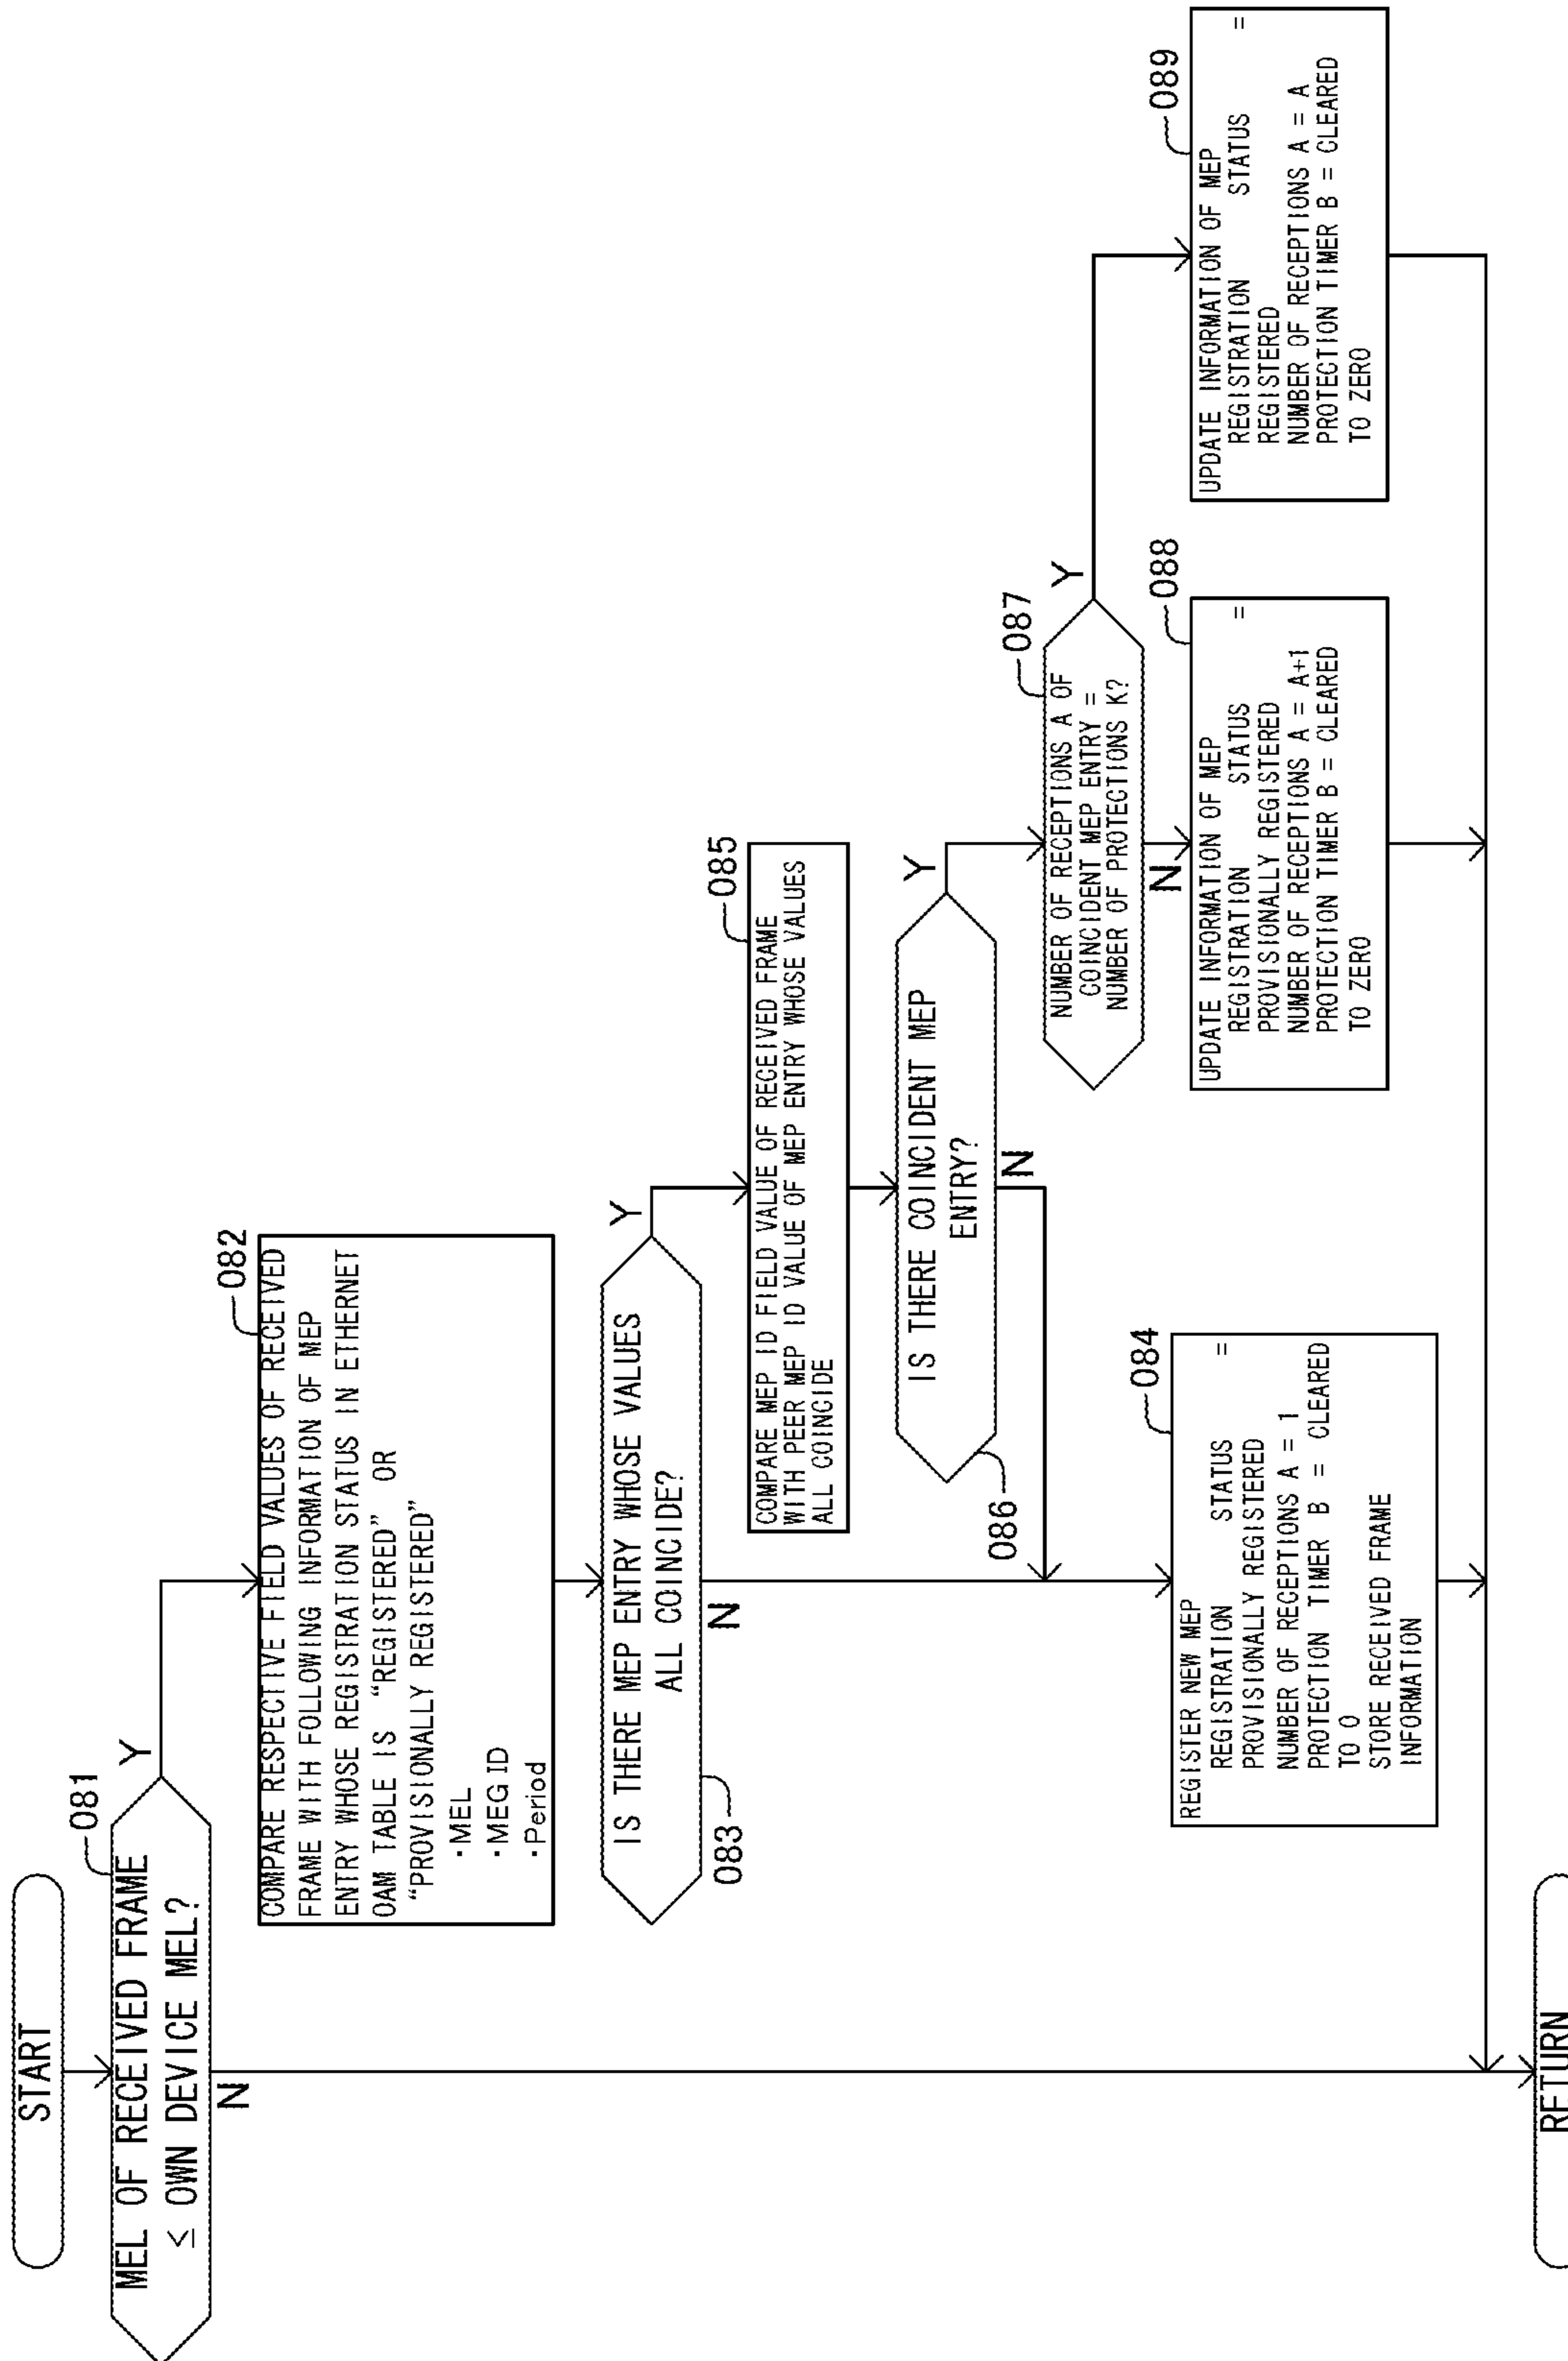 START
081
MEL OF RECEIVED FRAME
≤ OWN DEVICE MEL?
Y
N
082
COMPARE RESPECTIVE FIELD VALUES OF RECEIVED
FRAME WITH FOLLOWING INFORMATION OF MEP
ENTRY WHOSE REGISTRATION STATUS IN ETHERNET
OAM TABLE IS "REGISTERED" OR
"PROVISIONALLY REGISTERED"
・MEL
・MEG ID
・Period
083
IS THERE MEP ENTRY WHOSE VALUES
ALL COINCIDE?
Y
N
085
COMPARE MEP ID FIELD VALUE OF RECEIVED FRAME
WITH PEER MEP ID VALUE OF MEP ENTRY WHOSE VALUES
ALL COINCIDE
086
IS THERE COINCIDENT MEP
ENTRY?
Y
N
087
NUMBER OF RECEPTIONS A OF
COINCIDENT MEP ENTRY =
NUMBER OF PROTECTIONS K?
Y
N
084
REGISTER NEW MEP
REGISTRATION STATUS =
PROVISIONALLY REGISTERED
NUMBER OF RECEPTIONS A = 1
PROTECTION TIMER B = CLEARED
TO 0
STORE RECEIVED FRAME
INFORMATION
088
UPDATE INFORMATION OF MEP
REGISTRATION STATUS =
PROVISIONALLY REGISTERED
NUMBER OF RECEPTIONS A = A+1
PROTECTION TIMER B = CLEARED
TO ZERO
089
UPDATE INFORMATION OF MEP
REGISTRATION STATUS =
REGISTERED
NUMBER OF RECEPTIONS A = A
PROTECTION TIMER B = CLEARED
TO ZERO
RETURN